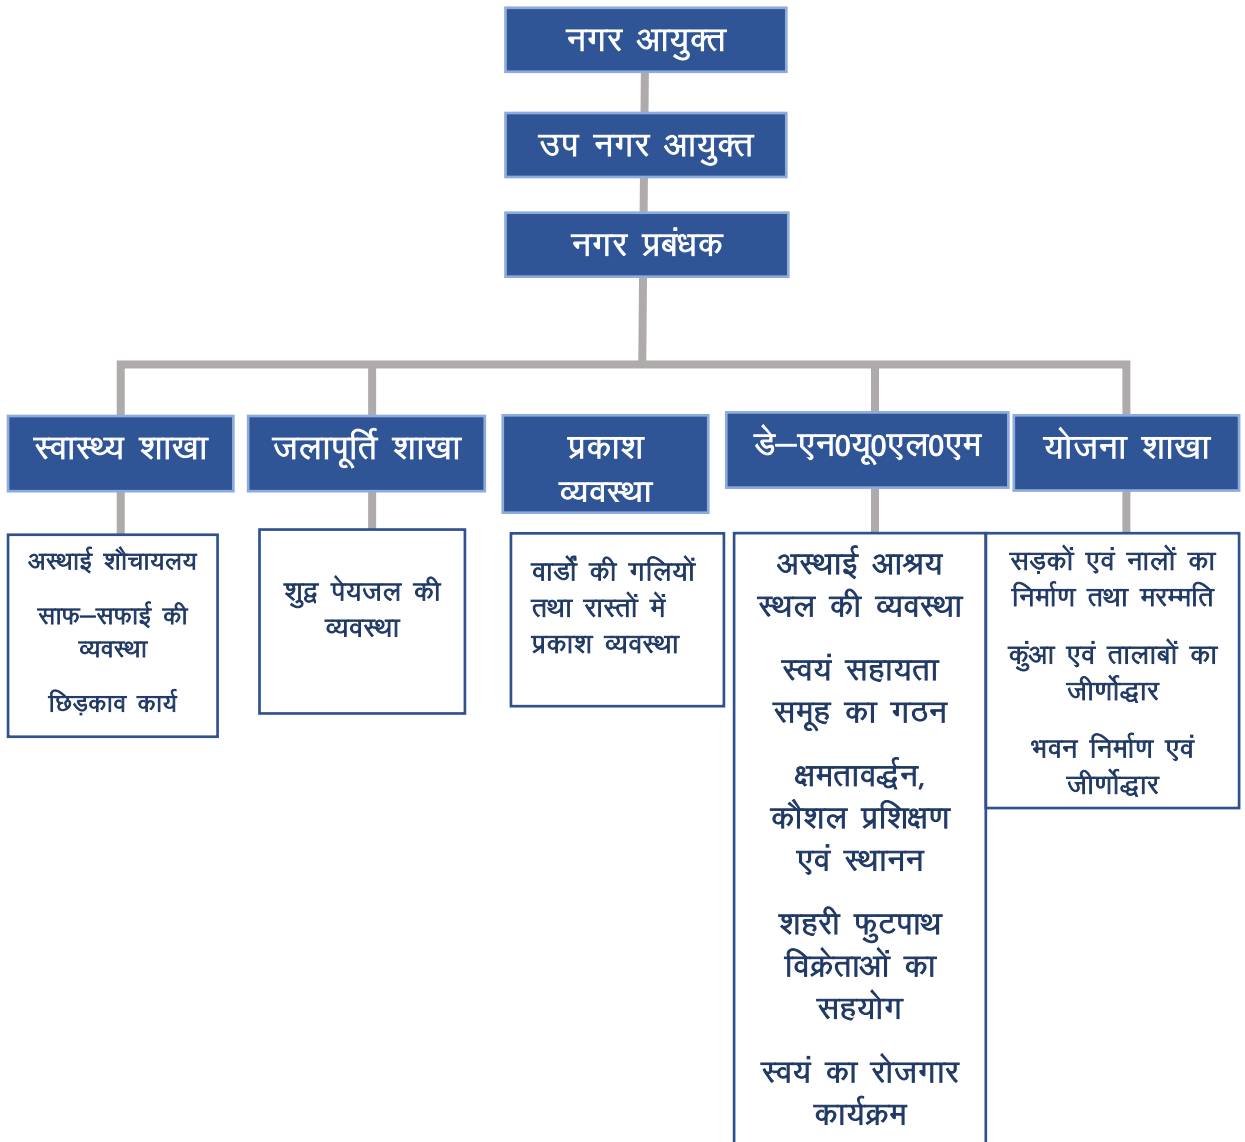 नगर आयुक्त
उप नगर आयुक्त
नगर प्रबंधक
स्वास्थ्य शाखा
जलापूर्ति शाखा
प्रकाश
व्यवस्था
डे–एन0यू0एल0एम
योजना शाखा
अस्थाई शौचायलय
साफ–सफाई की
व्यवस्था
छिड़काव कार्य
शुद्व पेयजल की
व्यवस्था
वार्डों की गलियों
तथा रास्तों में
प्रकाश व्यवस्था
अस्थाई आश्रय
स्थल की व्यवस्था
स्वयं सहायता
समूह का गठन
क्षमतावर्द्धन,
कौशल प्रशिक्षण
एवं स्थानन
शहरी फुटपाथ
विक्रेताओं का
सहयोग
स्वयं का रोजगार
कार्यक्रम
सड़कों एवं नालों का
निर्माण तथा मरम्मति
कुंआ एवं तालाबों का
जीर्णोद्धार
भवन निर्माण एवं
जीर्णोद्धार